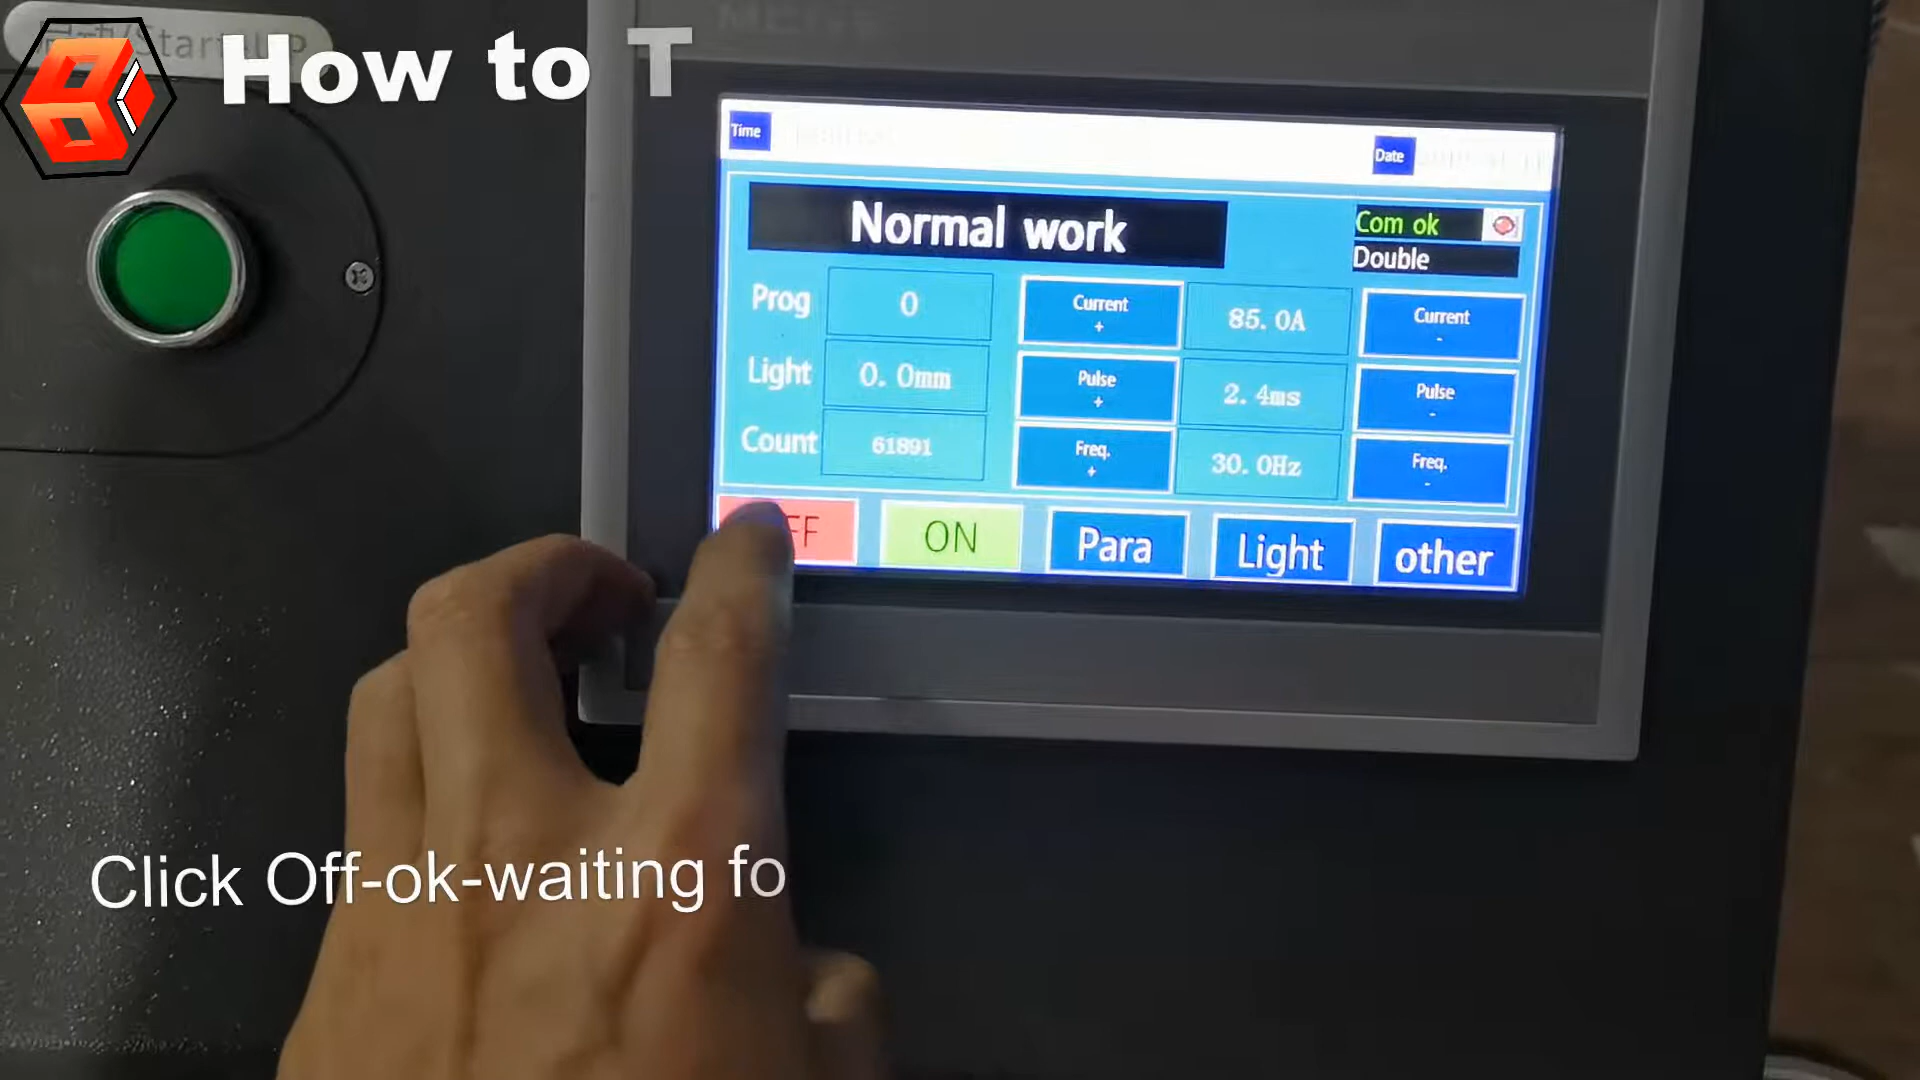 How to T
Time
Date
Normal work
Com ok
Double
Prog 0
Current + 85.0A Current -
Light 0.0mm
Pulse + 2.4ms Pulse -
Count 61891
Freq. + 30.0Hz Freq. -
ON Para Light other
Click Off-ok-waiting fo